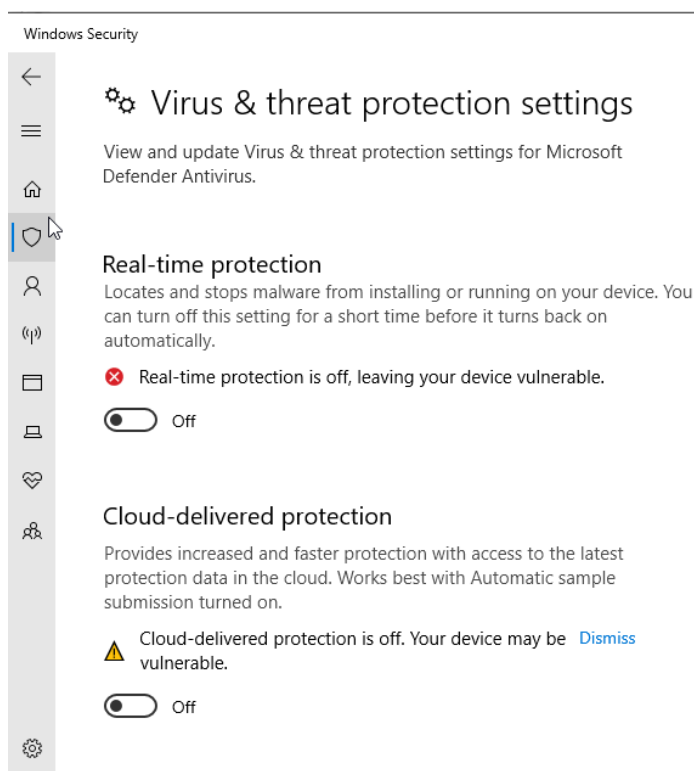 Windows Security
Virus & threat protection settings
View and update Virus & threat protection settings for Microsoft
Defender Antivirus.
Real-time protection
Locates and stops malware from installing or running on your device. You
can turn off this setting for a short time before it turns back on
automatically.
Real-time protection is off, leaving your device vulnerable.
Off
Cloud-delivered protection
Provides increased and faster protection with access to the latest
protection data in the cloud. Works best with Automatic sample
submission turned on.
Cloud-delivered protection is off. Your device may be Dismiss
vulnerable.
Off